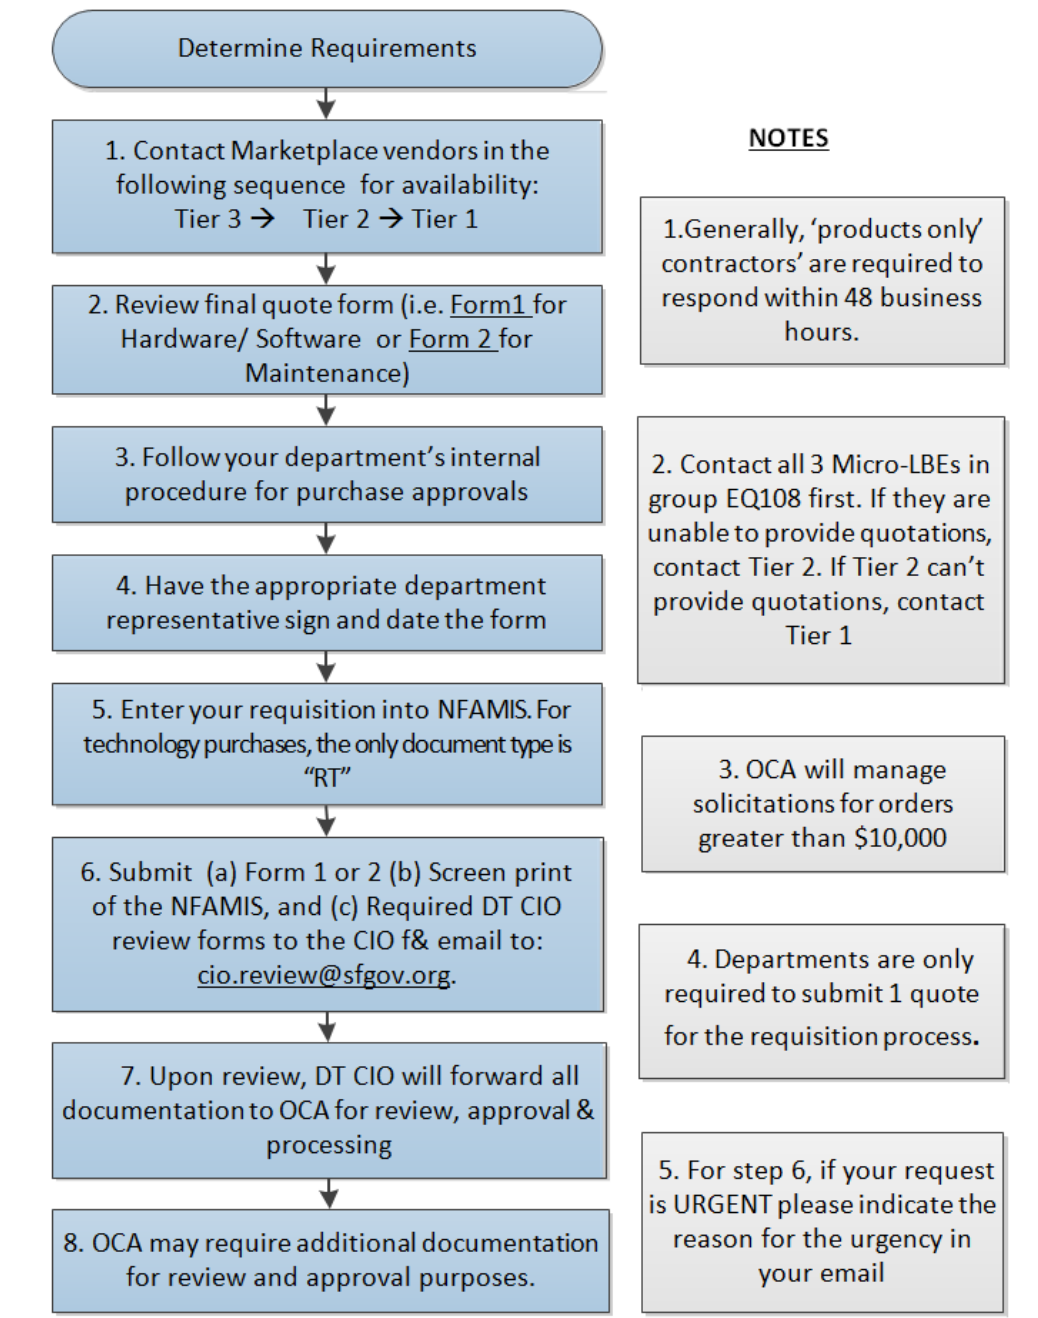 Determine Requirements
1. Contact Marketplace vendors in the
following sequence for availability:
Tier 3 → Tier 2 → Tier 1
2. Review final quote form (i.e. Form1 for
Hardware/ Software or Form 2 for
Maintenance)
3. Follow your department's internal
procedure for purchase approvals
4. Have the appropriate department
representative sign and date the form
5. Enter your requisition into NFAMIS. For
technology purchases, the only document type is
"RT"
6. Submit (a) Form 1 or 2 (b) Screen print
of the NFAMIS, and (c) Required DT CIO
review forms to the CIO f& email to:
cio.review@sfgov.org.
7. Upon review, DT CIO will forward all
documentation to OCA for review, approval &
processing
8. OCA may require additional documentation
for review and approval purposes.
NOTES
1.Generally, 'products only'
contractors' are required to
respond within 48 business
hours.
2. Contact all 3 Micro-LBEs in
group EQ108 first. If they are
unable to provide quotations,
contact Tier 2. If Tier 2 can't
provide quotations, contact
Tier 1
3. OCA will manage
solicitations for orders
greater than $10,000
4. Departments are only
required to submit 1 quote
for the requisition process.
5. For step 6, if your request
is URGENT please indicate the
reason for the urgency in
your email